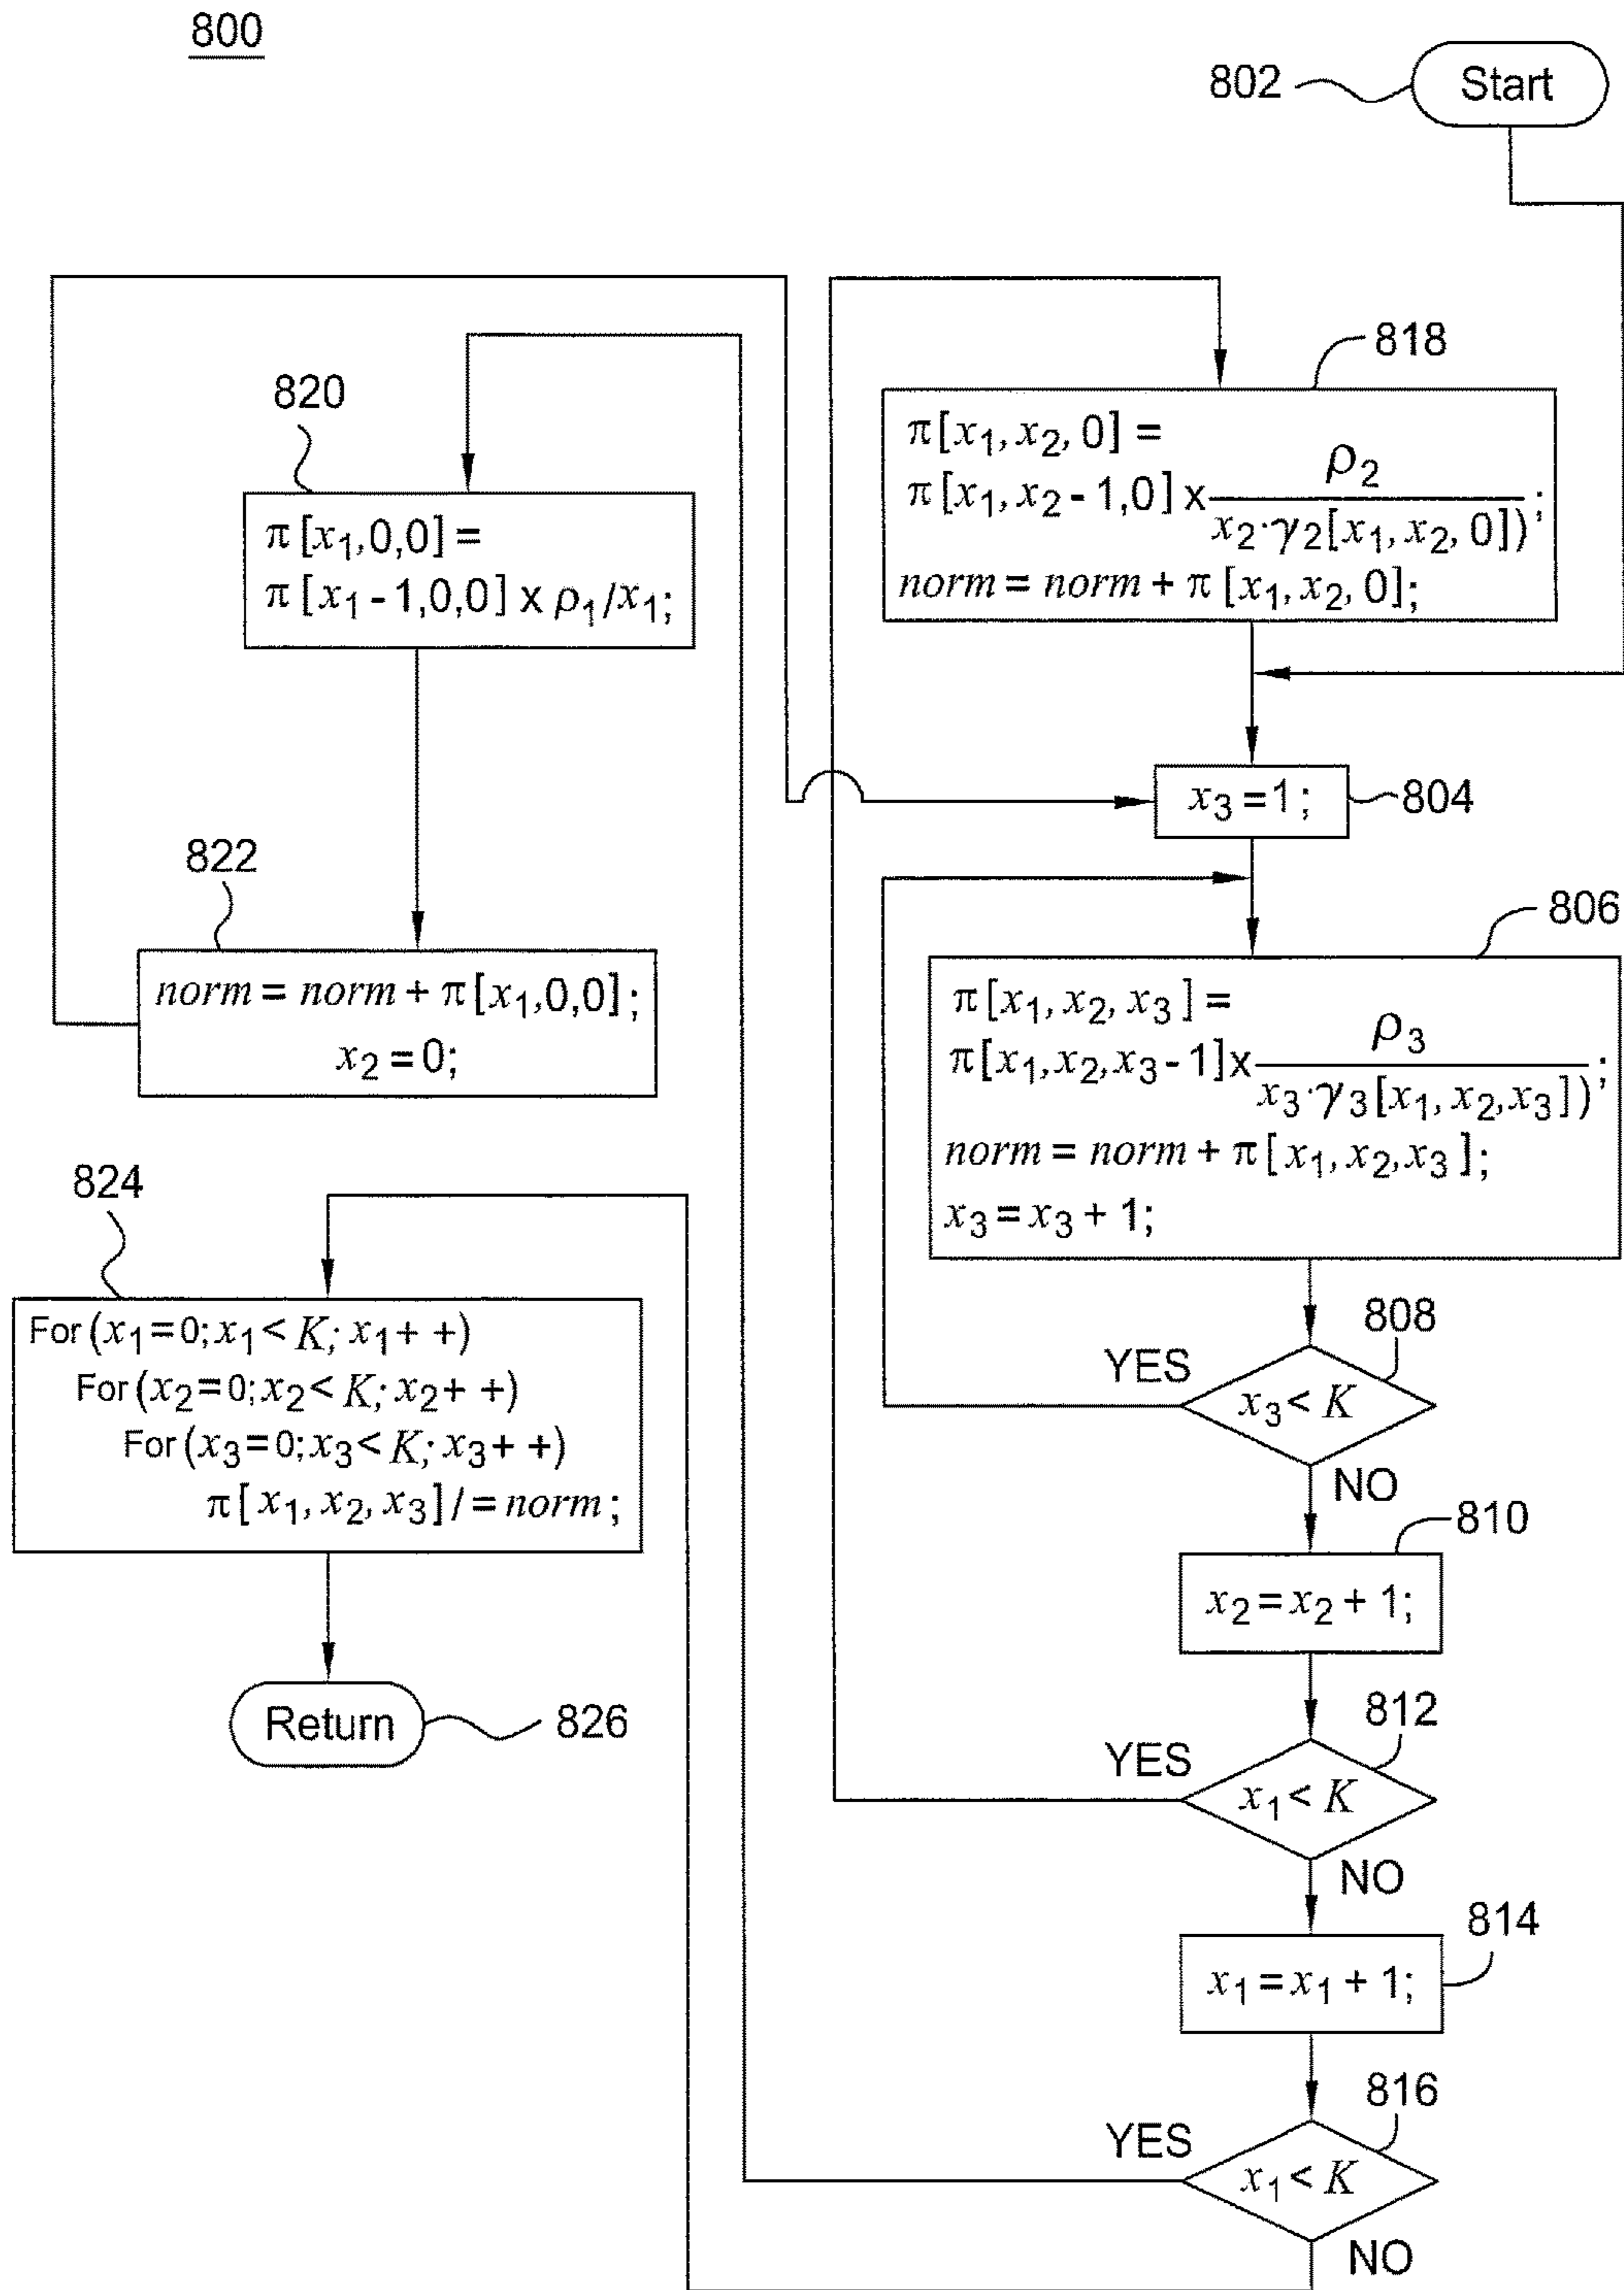 800
802
Start
818
π[x₁, x₂, 0] =
π[x₁, x₂ - 1,0] x ρ₂ / x₂·γ₂[x₁, x₂, 0]);
norm = norm + π [x₁, x₂, 0];
820
π[x₁,0,0] =
π[x₁ - 1,0,0] x ρ₁/x₁;
x₃ = 1;
804
822
norm = norm + π[x₁,0,0];
x₂ = 0;
806
π[x₁, x₂, x₃] =
π[x₁, x₂, x₃ - 1] x ρ₃ / x₃·γ₃[x₁, x₂, x₃]);
norm = norm + π[x₁, x₂, x₃];
x₃ = x₃ + 1;
824
For (x₁ = 0; x₁ < K; x₁ + +)
For (x₂ = 0; x₂ < K; x₂ + +)
For (x₃ = 0; x₃ < K; x₃ + +)
π[x₁, x₂, x₃] / = norm;
808
YES
x₃ < K
NO
810
x₂ = x₂ + 1;
Return
826
812
YES
x₁ < K
NO
814
x₁ = x₁ + 1;
816
YES
x₁ < K
NO